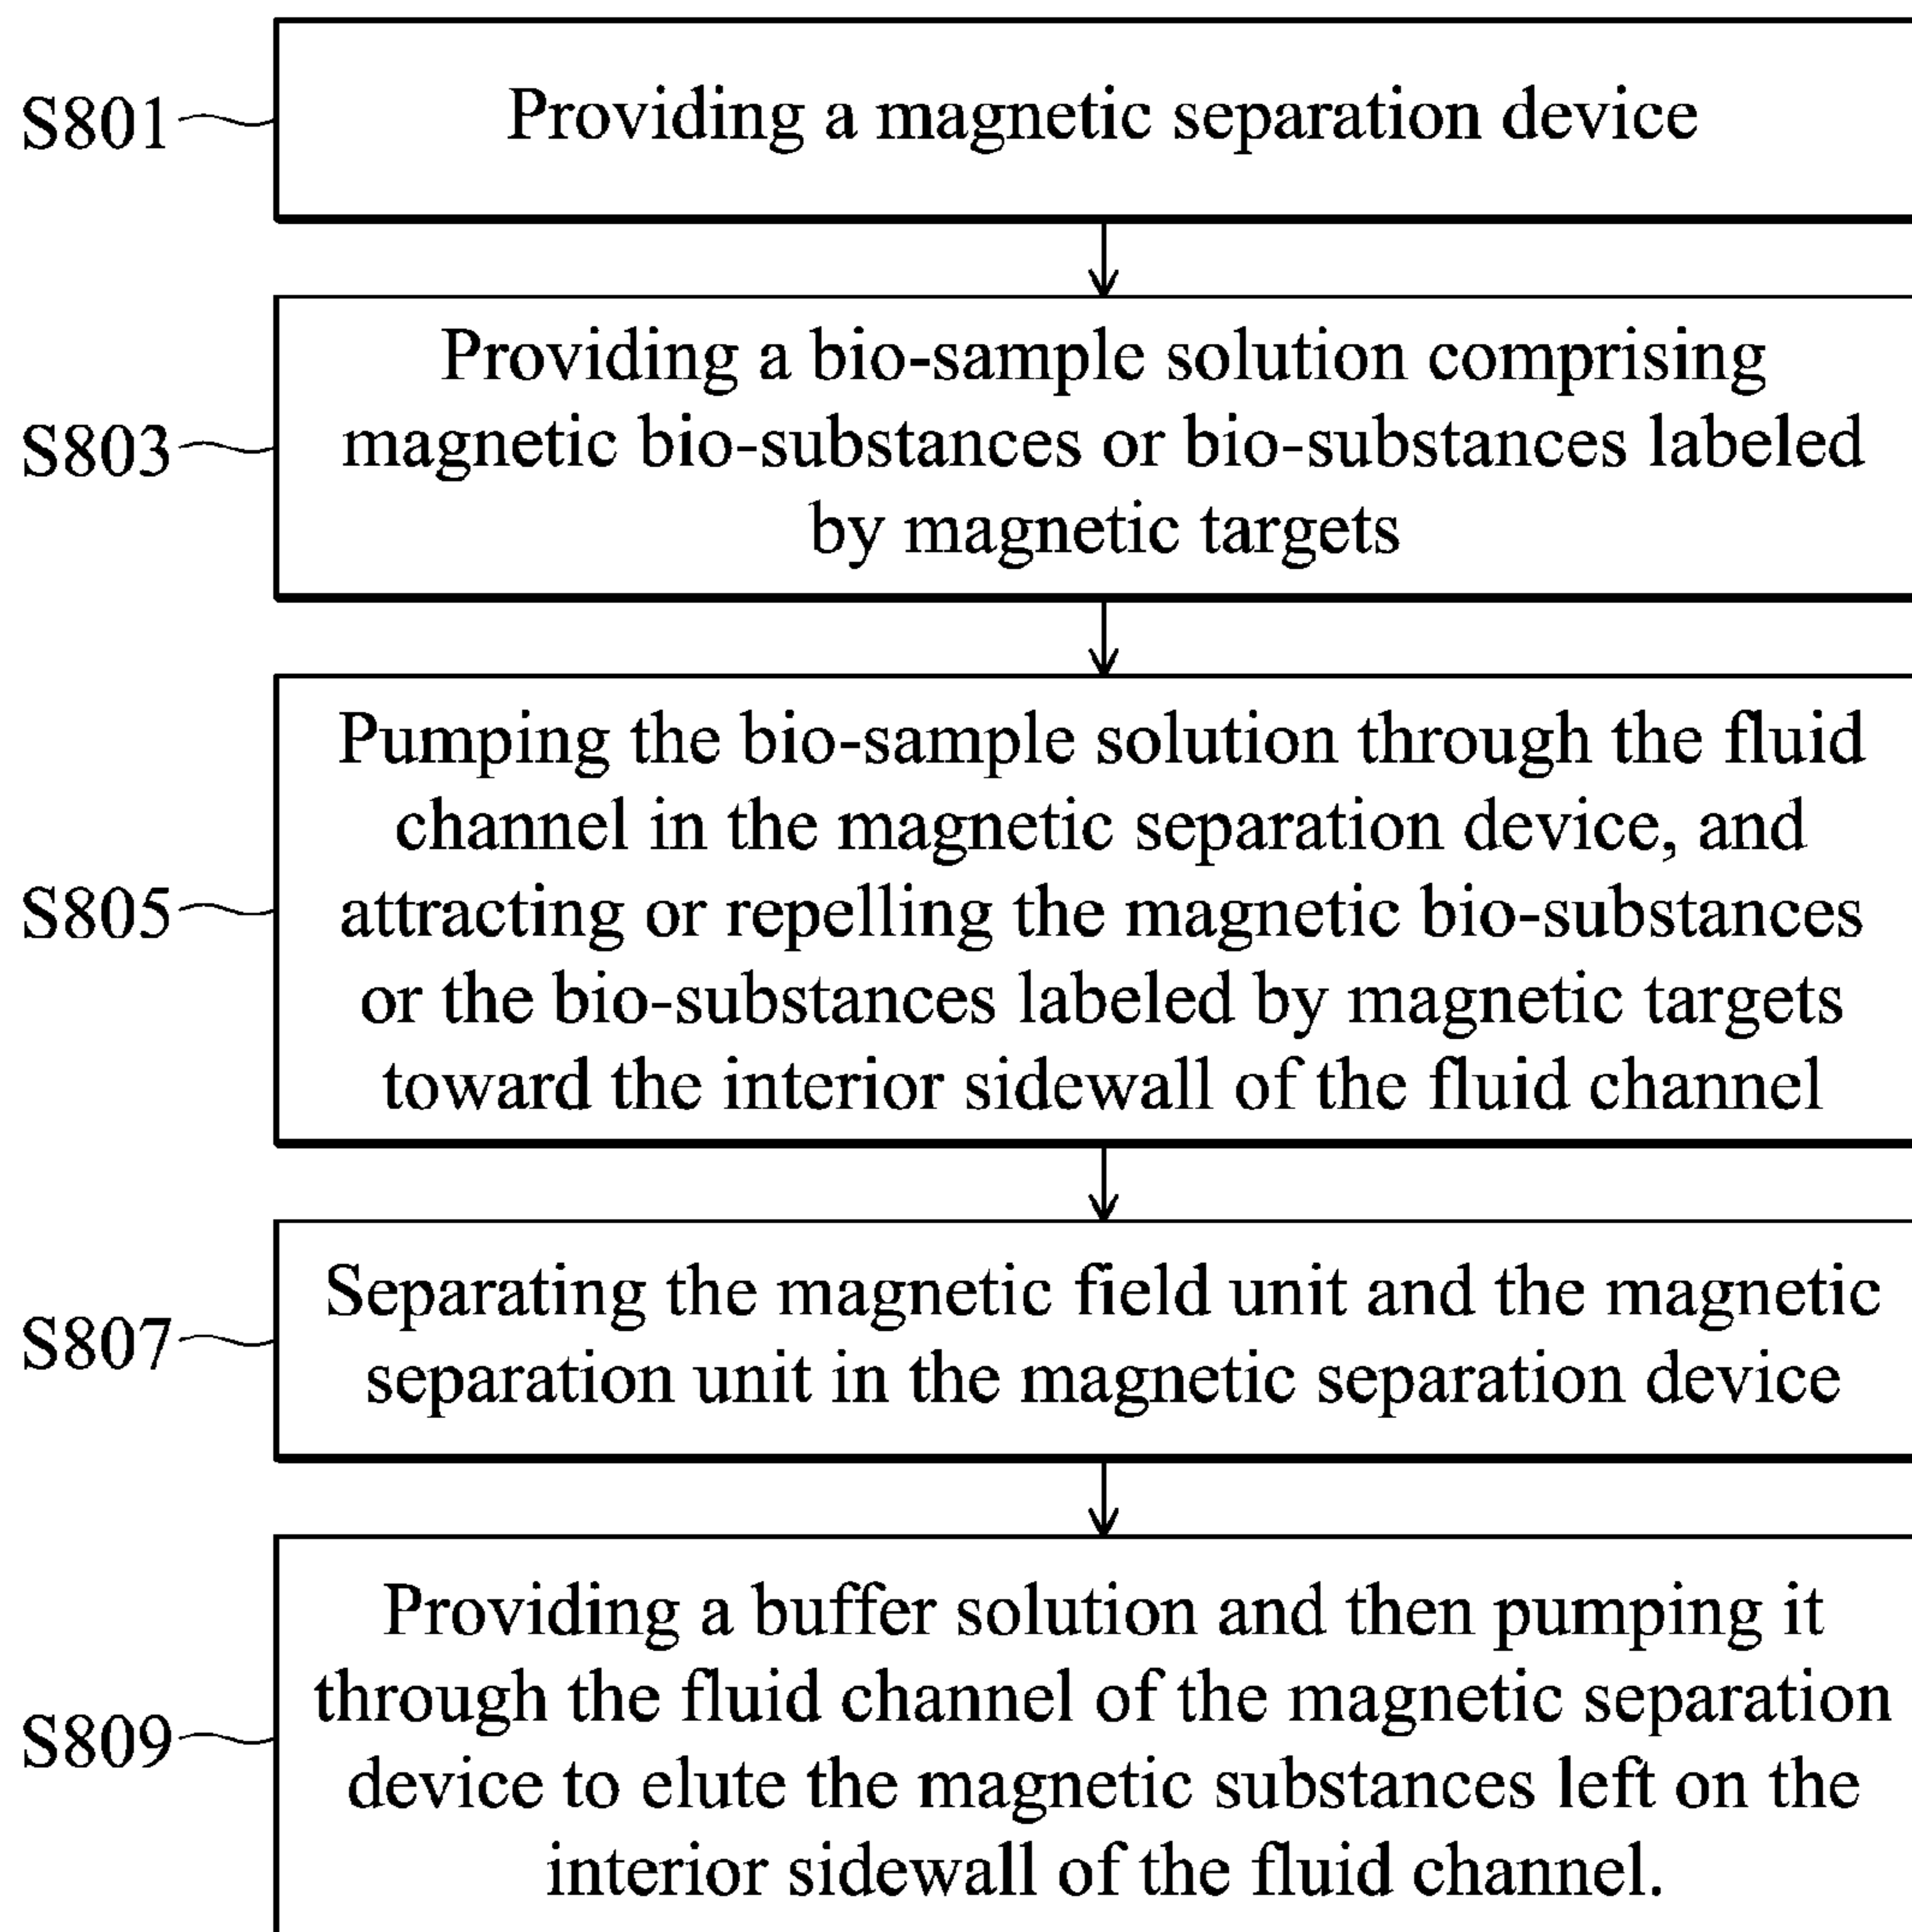 S801
Providing a magnetic separation device
S803
Providing a bio-sample solution comprising
magnetic bio-substances or bio-substances labeled
by magnetic targets
S805
Pumping the bio-sample solution through the fluid
channel in the magnetic separation device, and
attracting or repelling the magnetic bio-substances
or the bio-substances labeled by magnetic targets
toward the interior sidewall of the fluid channel
S807
Separating the magnetic field unit and the magnetic
separation unit in the magnetic separation device
S809
Providing a buffer solution and then pumping it
through the fluid channel of the magnetic separation
device to elute the magnetic substances left on the
interior sidewall of the fluid channel.